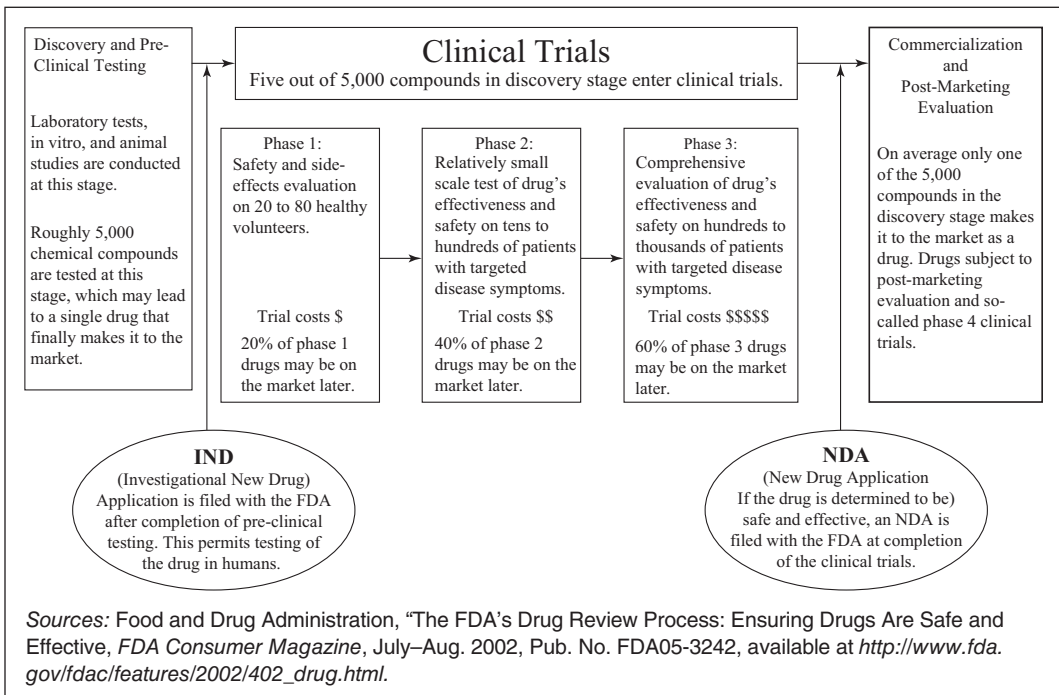 Discovery and Pre-
Clinical Testing
Laboratory tests,
in vitro, and animal
studies are conducted
at this stage.
Roughly 5,000
chemical compounds
are tested at this
stage, which may lead
to a single drug that
finally makes it to the
market.
Clinical Trials
Five out of 5,000 compounds in discovery stage enter clinical trials.
Phase 1:
Safety and side-
effects evaluation
on 20 to 80 healthy
volunteers.
Trial costs $
20% of phase 1
drugs may be on
the market later.
Phase 2:
Relatively small
scale test of drug’s
effectiveness and
safety on tens to
hundreds of patients
with targeted
disease symptoms.
Trial costs $$
40% of phase 2
drugs may be on
the market later.
Phase 3:
Comprehensive
evaluation of drug’s
effectiveness and
safety on hundreds to
thousands of patients
with targeted disease
symptoms.
Trial costs $$$$$
60% of phase 3 drugs
may be on the market
later.
Commercialization
and
Post-Marketing
Evaluation
On average only one
of the 5,000
compounds in the
discovery stage makes
it to the market as a
drug. Drugs subject to
post-marketing
evaluation and so-
called phase 4 clinical
trials.
IND
(Investigational New Drug)
Application is filed with the FDA
after completion of pre-clinical
testing. This permits testing of
the drug in humans.
NDA
(New Drug Application
If the drug is determined to be)
safe and effective, an NDA is
filed with the FDA at completion
of the clinical trials.
Sources: Food and Drug Administration, “The FDA’s Drug Review Process: Ensuring Drugs Are Safe and
Effective, FDA Consumer Magazine, July–Aug. 2002, Pub. No. FDA05-3242, available at http://www.fda.
gov/fdac/features/2002/402_drug.html.